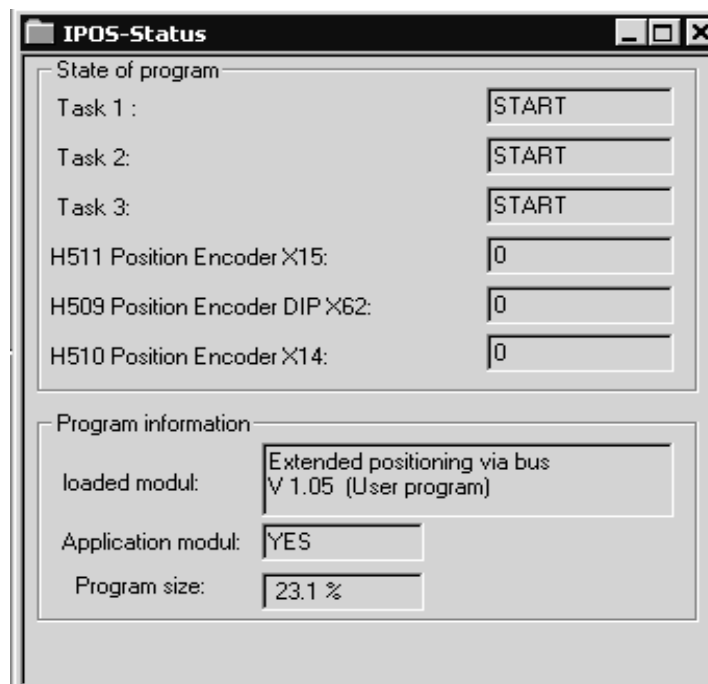 IPOS-Status
State of program
Task 1 : START
Task 2: START
Task 3: START
H511 Position Encoder X15: 0
H509 Position Encoder DIP X62: 0
H510 Position Encoder X14: 0
Program information
loaded modul: Extended positioning via bus
V 1.05 (User program)
Application modul: YES
Program size: 23.1 %